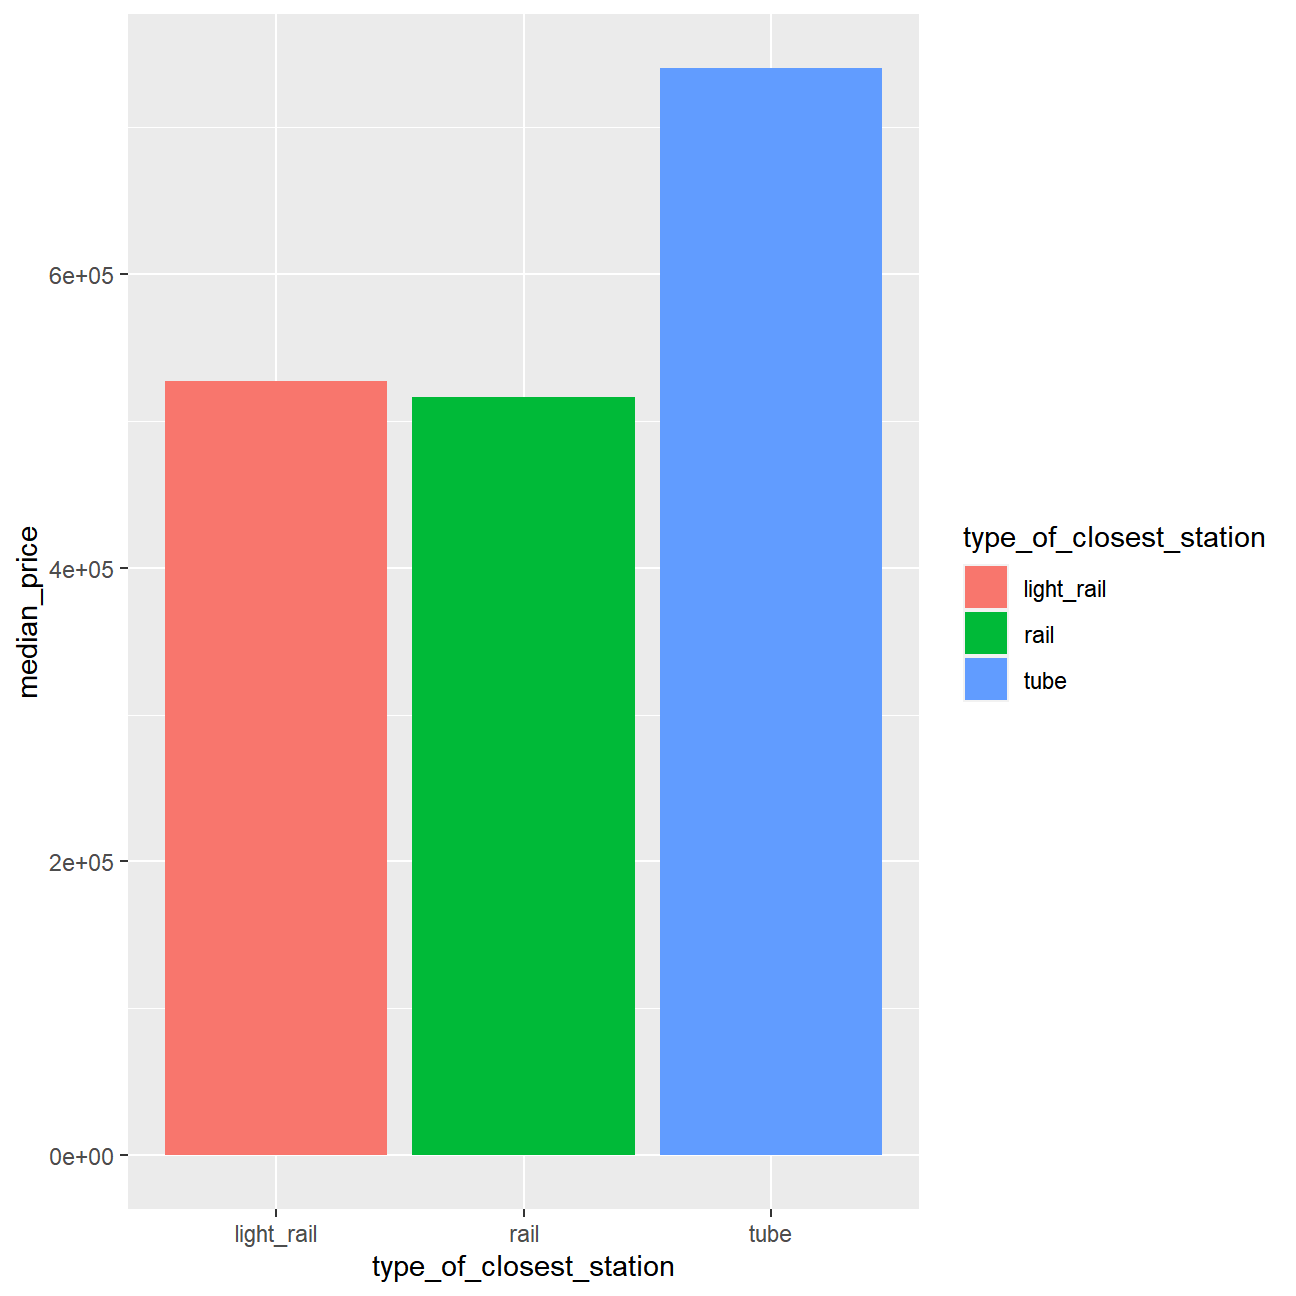 median_price
6e+05
4e+05
2e+05
0e+00
light_rail rail tube
type_of_closest_station
type_of_closest_station
light_rail
rail
tube